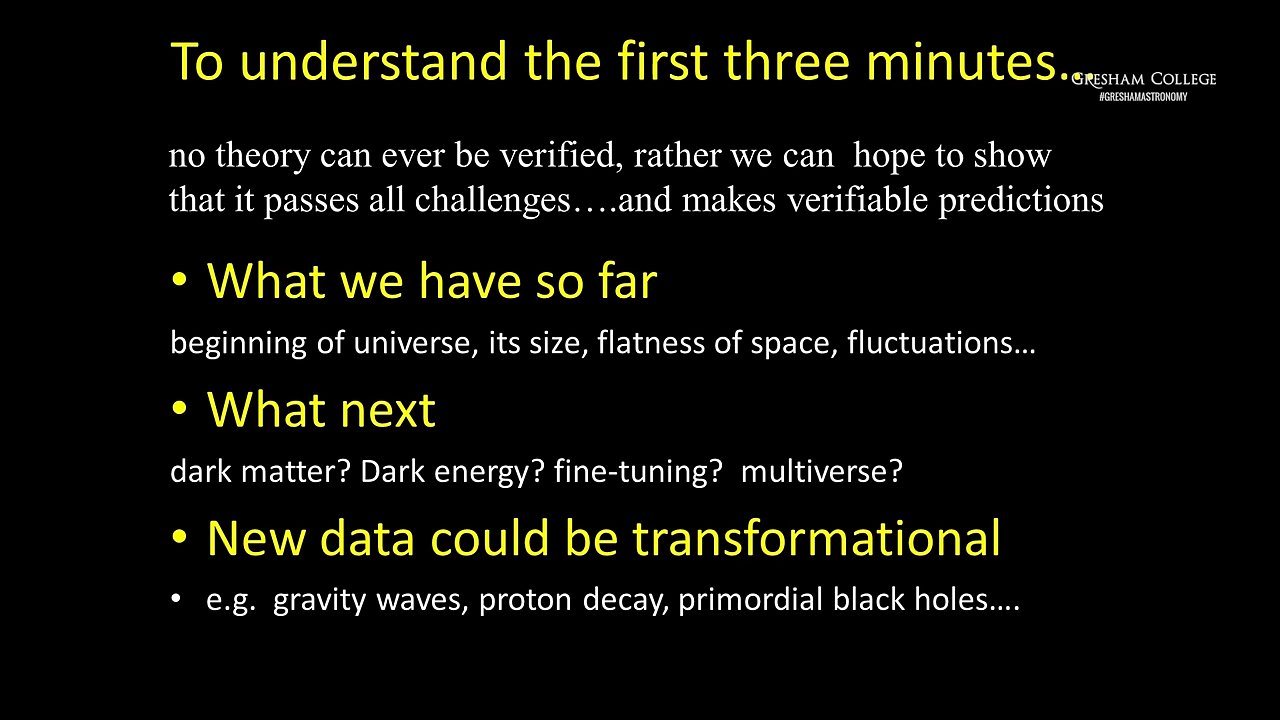 To understand the first three minutes…
GRESHAM COLLEGE
#GRESHAMASTRONOMY
no theory can ever be verified, rather we can  hope to show
that it passes all challenges….and makes verifiable predictions
• What we have so far
beginning of universe, its size, flatness of space, fluctuations…
• What next
dark matter? Dark energy? fine-tuning?  multiverse?
• New data could be transformational
• e.g.  gravity waves, proton decay, primordial black holes….